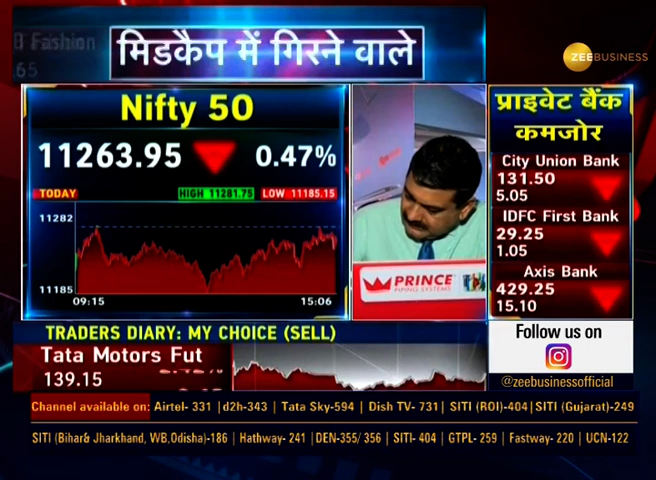 B Fashion
65
मिडकैप में गिरने वाले
ZEEBUSINESS
Nifty 50
11263.95 0.47%
TODAY HIGH 11281.75 LOW 11185.15
11282
11185
09:15 15:06
PRINCE
PIPING SYSTEMS
प्राइवेट बैंक
कमजोर
City Union Bank
131.50
5.05
IDFC First Bank
29.25
1.05
Axis Bank
429.25
15.10
TRADERS DIARY: MY CHOICE (SELL)
Tata Motors Fut
139.15
Follow us on
@zeebusinessofficial
Channel available on: Airtel- 331 |d2h-343 | Tata Sky-594 | Dish TV- 731| SITI (ROI)-404|SITI (Gujarat)-249
SITI (Bihar& Jharkhand, WB,Odisha)-186 | Hathway- 241 |DEN-355/ 356 | SITI- 404 | GTPL- 259 | Fastway- 220 | UCN-122